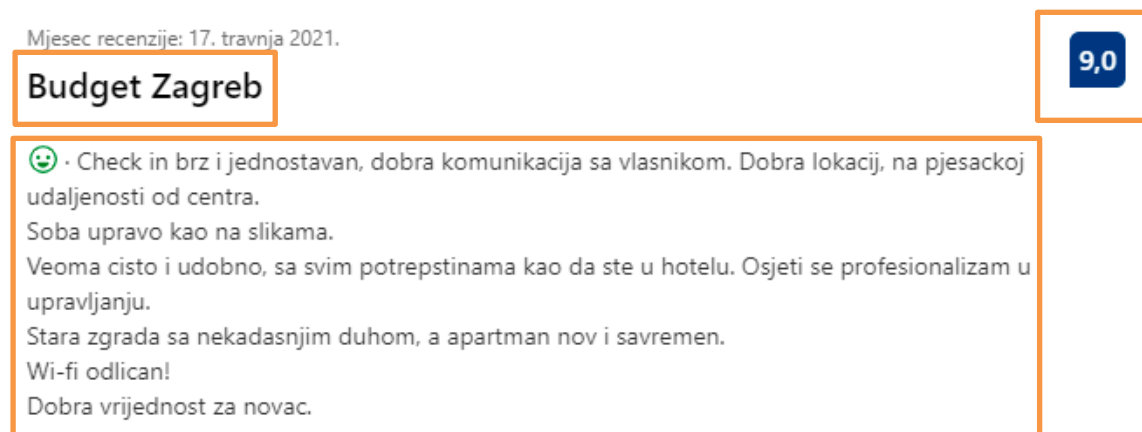 Mjesec recenzije: 17. travnja 2021.
9,0
Budget Zagreb
· Check in brz i jednostavan, dobra komunikacija sa vlasnikom. Dobra lokacij, na pjesackoj
udaljenosti od centra.
Soba upravo kao na slikama.
Veoma cisto i udobno, sa svim potrepstinama kao da ste u hotelu. Osjeti se profesionalizam u
upravljanju.
Stara zgrada sa nekadasnjim duhom, a apartman nov i savremen.
Wi-fi odlican!
Dobra vrijednost za novac.